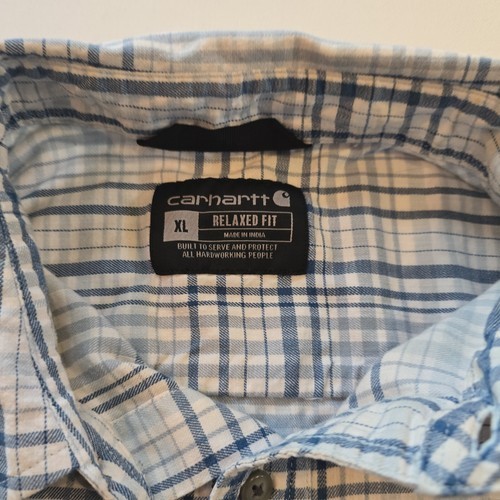 carhartt
XL RELAXED FIT
MADE IN INDIA
BUILT TO SERVE AND PROTECT
ALL HARDWORKING PEOPLE